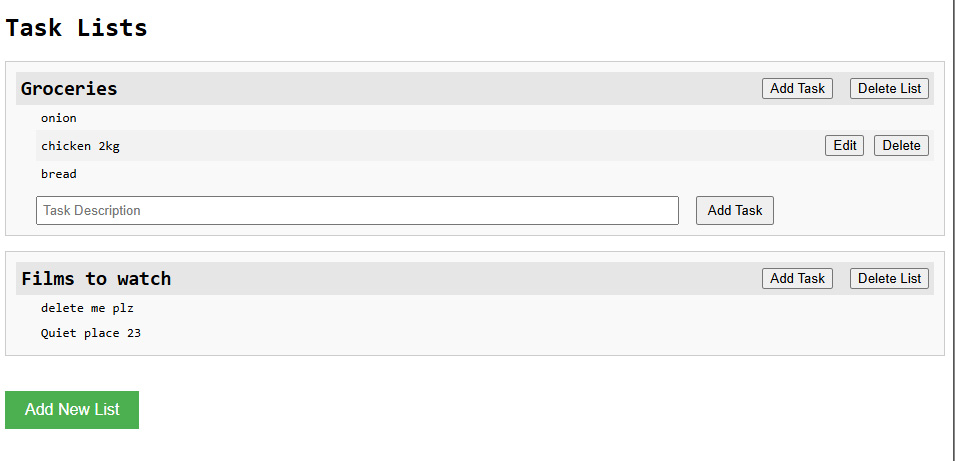 Task Lists
Groceries Add Task Delete List
onion
chicken 2kg Edit Delete
bread
Task Description Add Task
Films to watch Add Task Delete List
delete me plz
Quiet place 23
Add New List